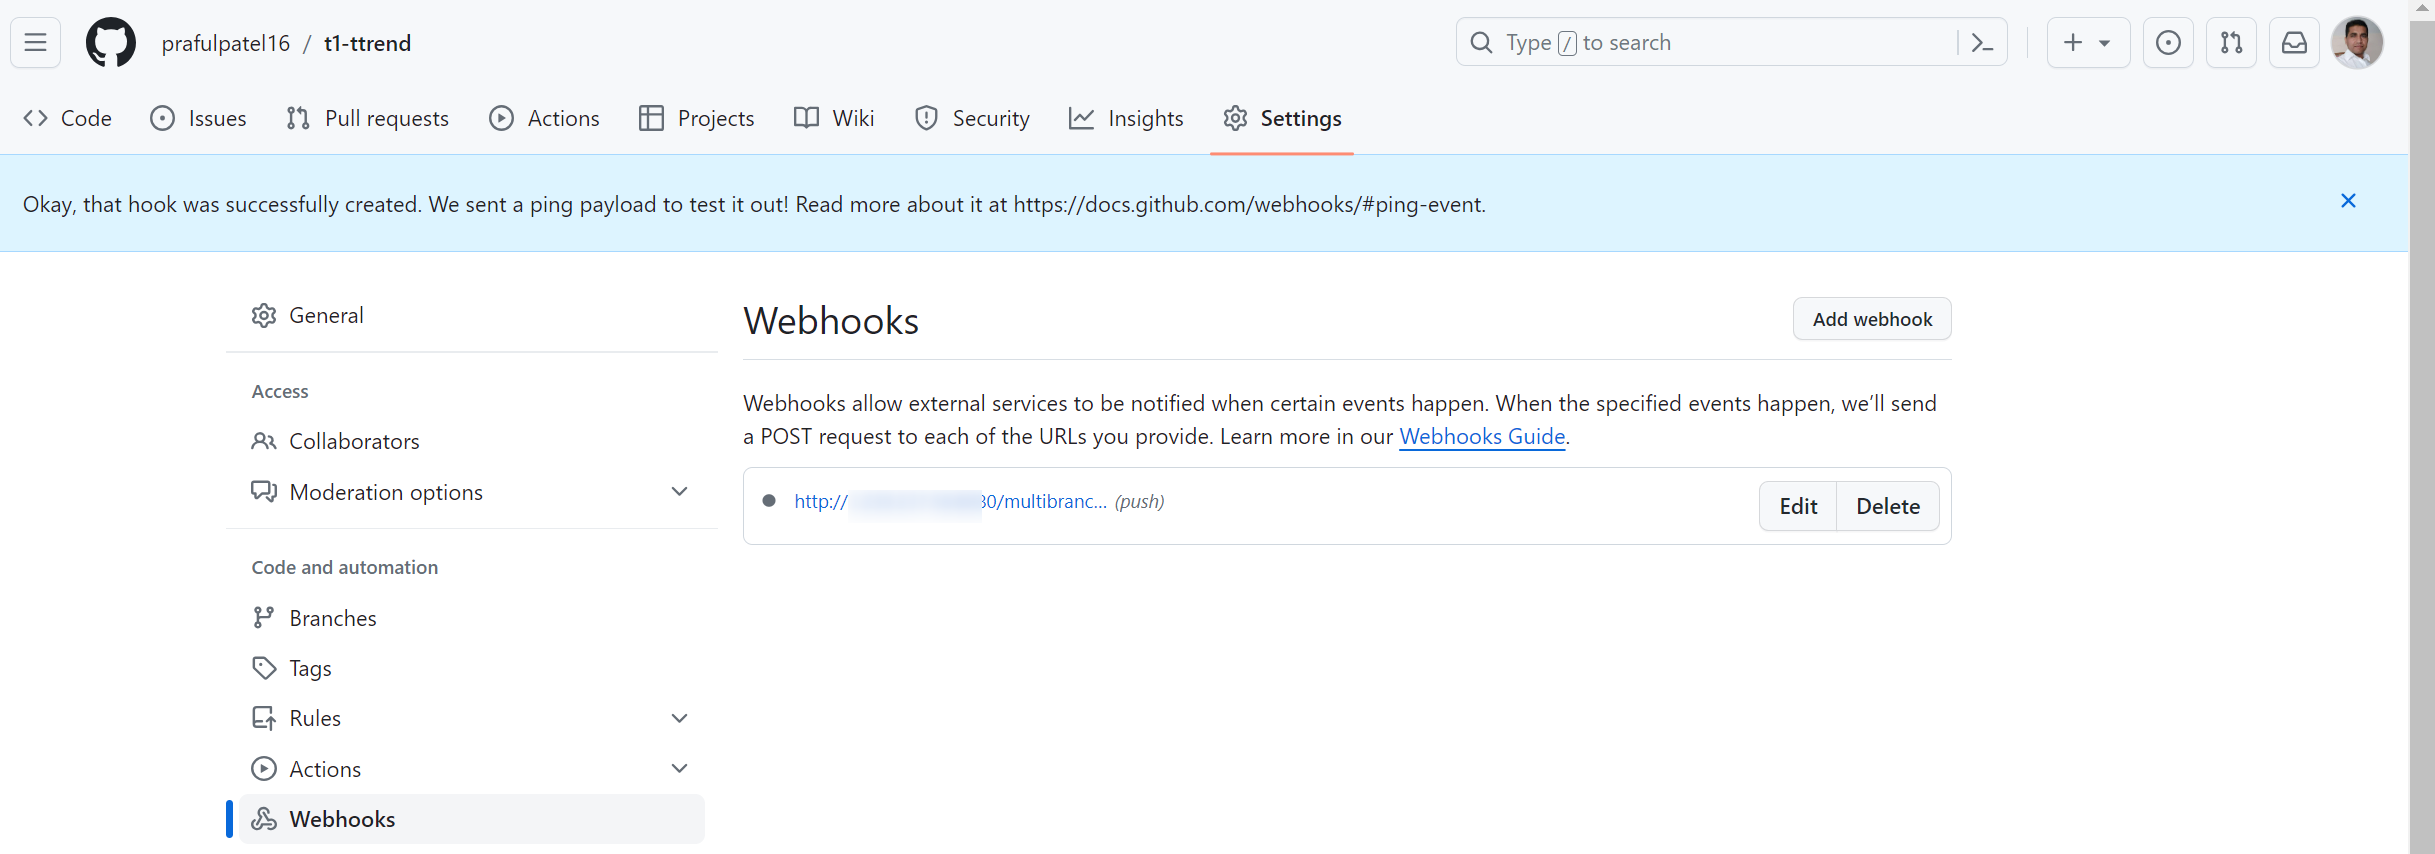 prafulpatel16 / t1-ttrend
Type / to search
Code Issues Pull requests Actions Projects Wiki Security Insights Settings
Okay, that hook was successfully created. We sent a ping payload to test it out! Read more about it at https://docs.github.com/webhooks/#ping-event.
General
Access
Collaborators
Moderation options
Code and automation
Branches
Tags
Rules
Actions
Webhooks
Webhooks
Add webhook
Webhooks allow external services to be notified when certain events happen. When the specified events happen, we’ll send
a POST request to each of the URLs you provide. Learn more in our Webhooks Guide.
http:// 0/multibranc... (push)
Edit Delete